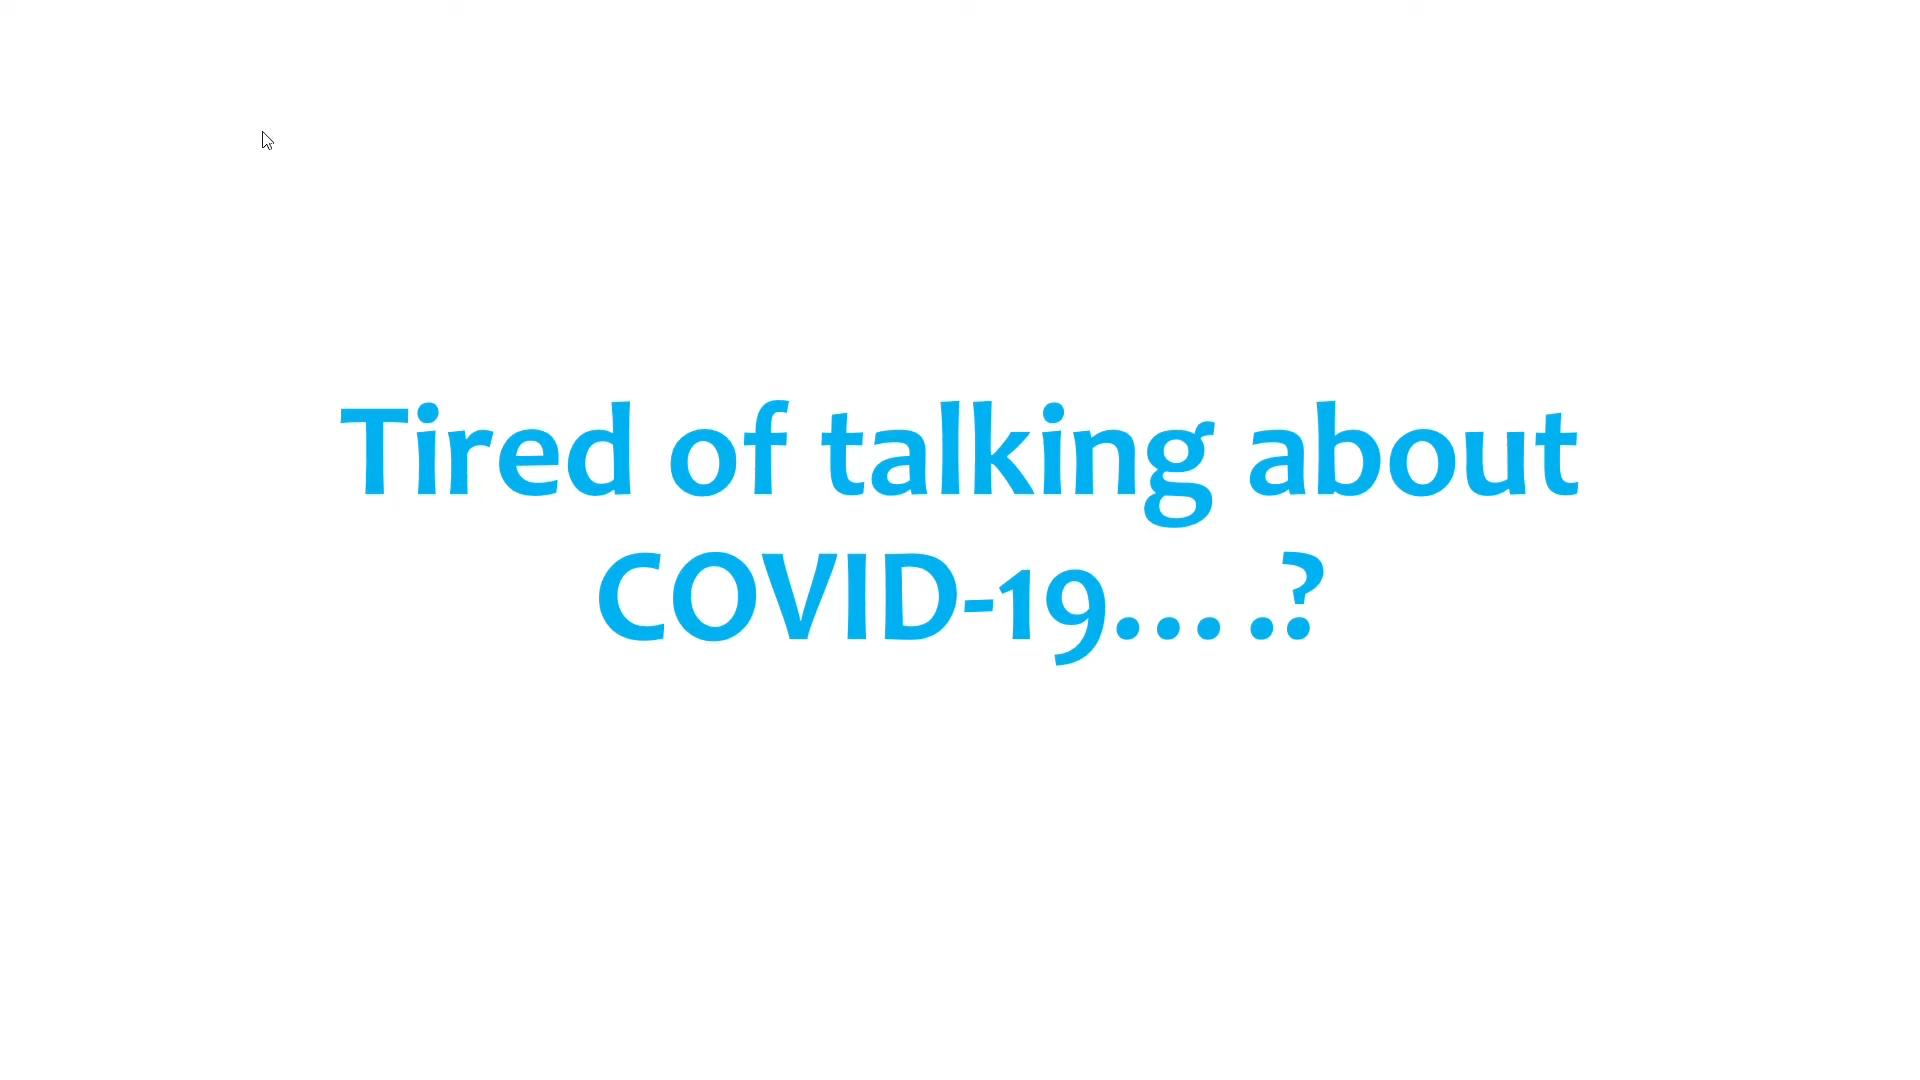 Tired of talking about
COVID-19.....?